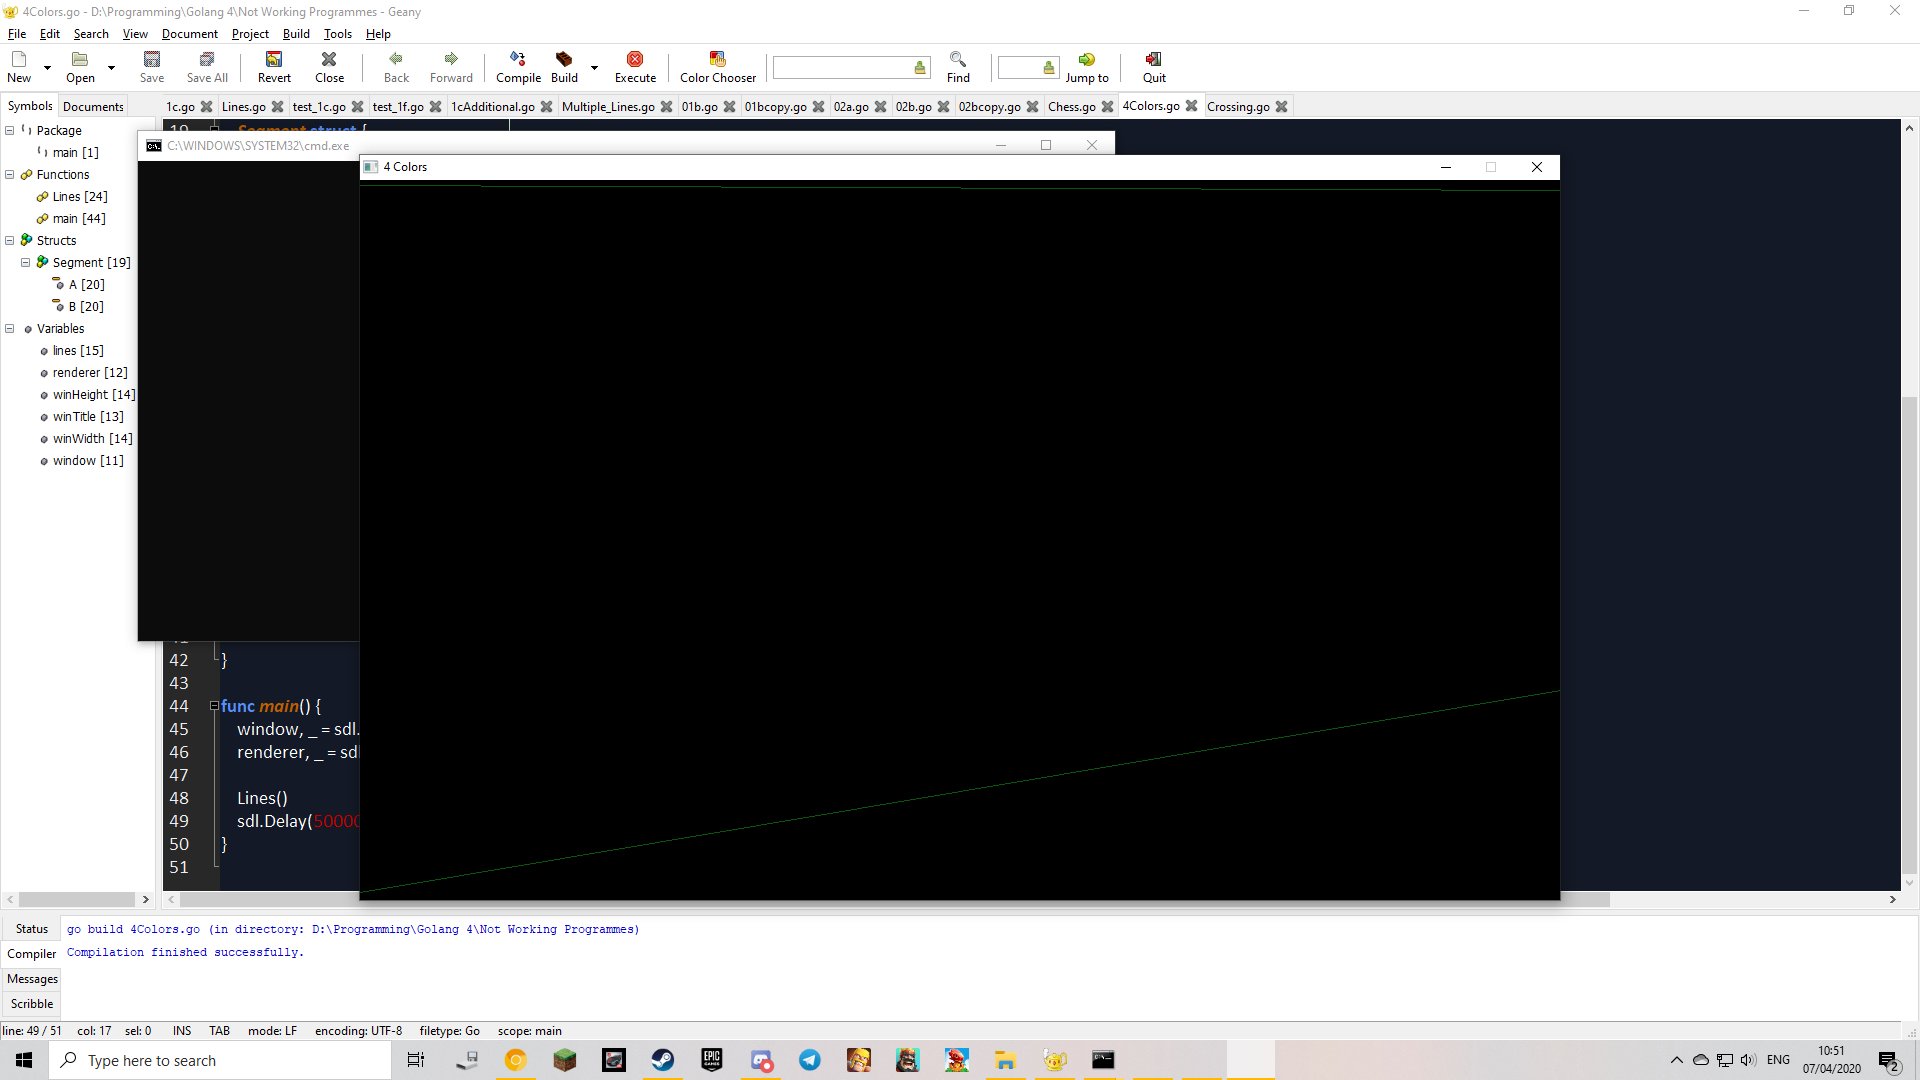 4Colors.go - D:\Programming\Golang 4\Not Working Programmes - Geany
File Edit Search View Document Project Build Tools Help
New Open Save Save All Revert Close Back Forward Compile Build Execute Color Chooser Find Jump to Quit
Symbols Documents 1c.go Lines.go test_1c.go test_1f.go 1cAdditional.go Multiple_Lines.go 01b.go 01bcopy.go 02a.go 02b.go 02bcopy.go Chess.go 4Colors.go Crossing.go
Package
main [1]
Functions
Lines [24]
main [44]
Structs
Segment [19]
A [20]
B [20]
Variables
lines [15]
renderer [12]
winHeight [14]
winTitle [13]
winWidth [14]
window [11]
19 Segment struct {
C:\WINDOWS\SYSTEM32\cmd.exe
4 Colors
41
42 }
43
44 func main() {
45 window, _ = sdl.
46 renderer, _ = sdl
47
48 Lines()
49 sdl.Delay(50000
50 }
51
Status
Compiler
Messages
Scribble
go build 4Colors.go (in directory: D:\Programming\Golang 4\Not Working Programmes)
Compilation finished successfully.
line: 49 / 51 col: 17 sel: 0 INS TAB mode: LF encoding: UTF-8 filetype: Go scope: main
Type here to search
EPIC GAMES
ENG
10:51
07/04/2020
2